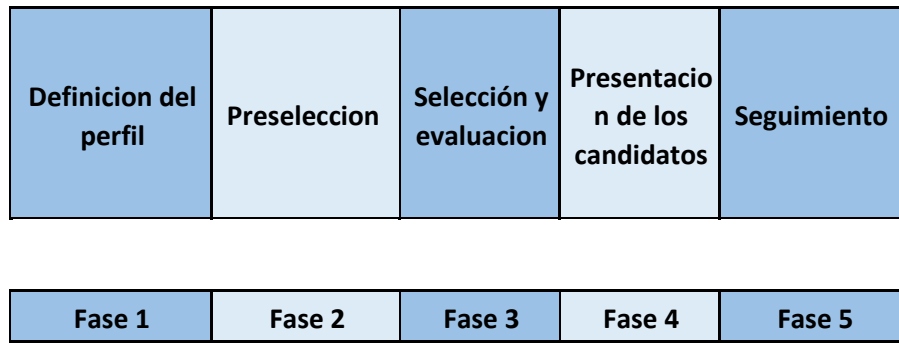 Definicion del
perfil
Preseleccion
Selección y
evaluacion
Presentacio
n de los
candidatos
Seguimiento
Fase 1
Fase 2
Fase 3
Fase 4
Fase 5